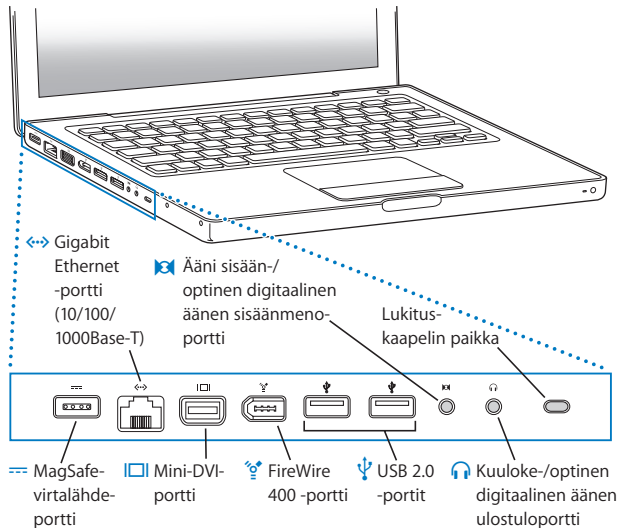 Gigabit
Ethernet
-portti
(10/100/
1000Base-T)
Ääni sisään-/
optinen digitaalinen
äänen sisäänmeno-
portti
Lukitus-
kaapelin paikka
MagSafe-
virtalähde-
portti
Mini-DVI-
portti
FireWire
400 -portti
USB 2.0
-portit
Kuuloke-/optinen
digitaalinen äänen
ulostuloportti